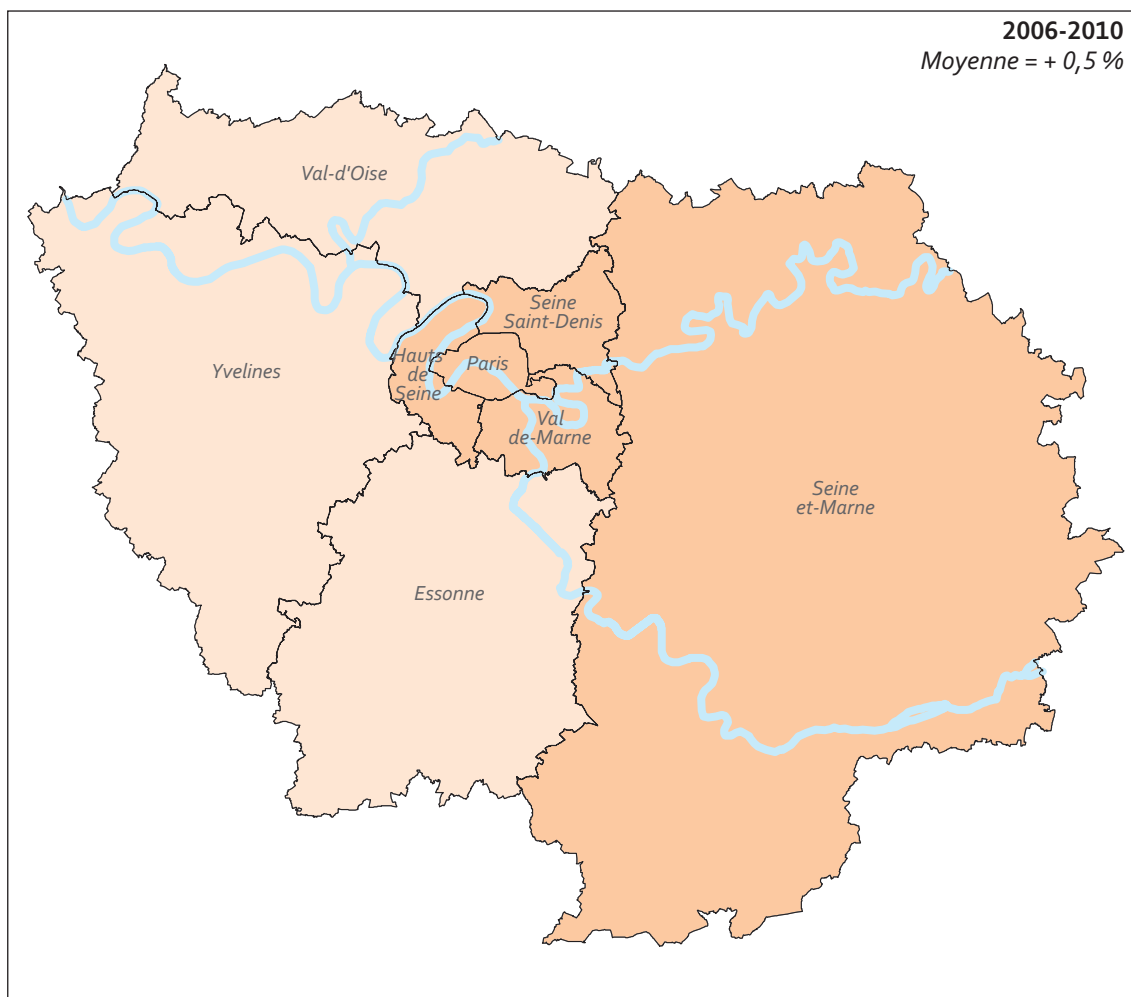 2006-2010
Moyenne = + 0,5 %
Val-d'Oise
Seine
Saint-Denis
Hauts
de
Seine
Paris
Yvelines
Val
de-Marne
Seine
et-Marne
Essonne